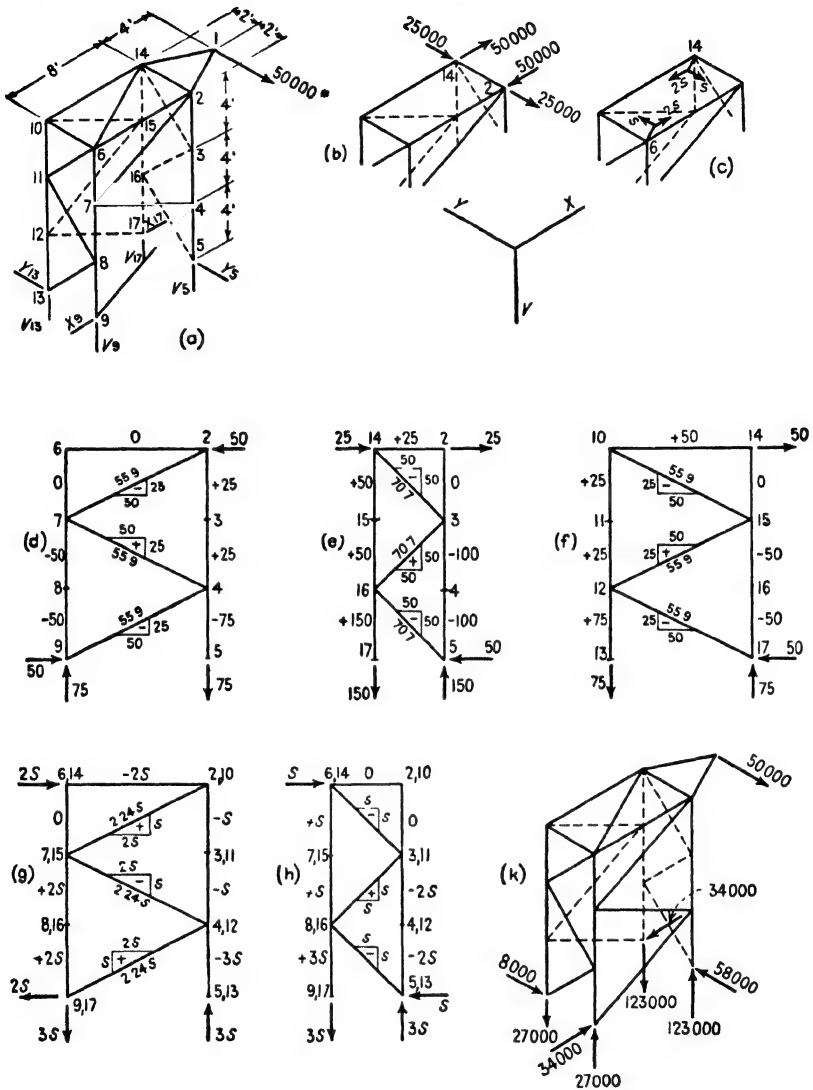 8'
4'
2'
2'
1
14
50000#
2
4'
10
15
6
3
4'
11
16
7
4
4'
12
17
X17
5
Y13
8
V17
Y5
13
V5
V13
X9
9
V9
(a)
25000
50000
50000
14
2
25000
(b)
14
2S
S
S
2S
6
(c)
Y
X
V
6 0 2 50
0
55.9
- 25
50
+25
7
3
(d)
-50
50
+ 25
55.9
+25
8
4
-50
55.9
- 25
50
-75
9
5
50
75
75
25 14 +25 2 25
+50
50
- 50
70.7
0
15
3
(e)
+50
70.7
+ 50
50
-100
16
4
+150
50
- 50
70.7
-100
17
5
50
150
150
10 +50 14 50
+25
55.9
25 -
50
0
11
15
(f)
+25
50
25 +
55.9
-50
12
16
+75
55.9
25 -
50
-50
13
17
50
75
75
2S 6,14 -2S 2,10
0
2.24S
+ S
2S
-S
7,15
3,11
(g)
+2S
2S
- S
2.24S
-S
8,16
4,12
+2S
2S
S +
2.24S
-3S
2S
9,17
5,13
3S
3S
S 6,14 0 2,10
+S
S
- S
0
7,15
3,11
(h)
+S
+ S
S
-2S
8,16
4,12
+3S
S
- S
-2S
9,17
5,13
S
3S
3S
50000
(k)
34000
8000
58000
123000
123000
27000
34000
27000